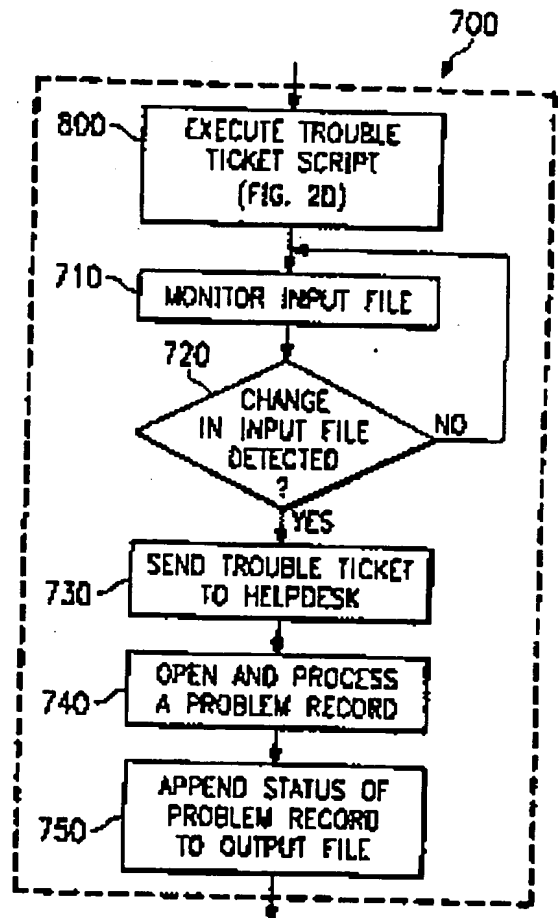 700
800
EXECUTE TROUBLE
TICKET SCRIPT
(FIG. 2D)
710
MONITOR INPUT FILE
720
CHANGE
IN INPUT FILE
DETECTED
?
NO
YES
730
SEND TROUBLE TICKET
TO HELPDESK
740
OPEN AND PROCESS
A PROBLEM RECORD
750
APPEND STATUS OF
PROBLEM RECORD
TO OUTPUT FILE